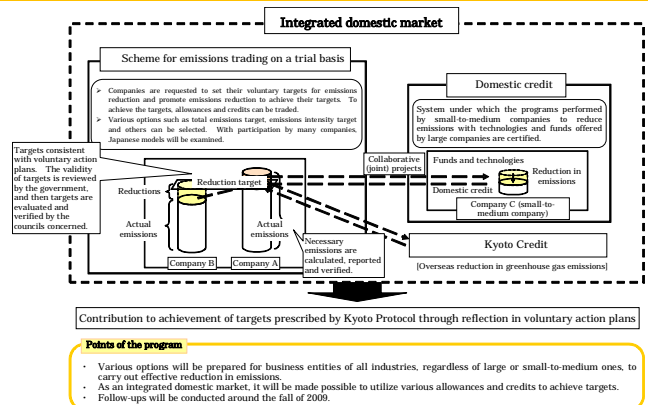 Integrated domestic market
Scheme for emissions trading on a trial basis
➢ Companies are requested to set their voluntary targets for emissions
reduction and promote emissions reduction to achieve their targets. To
achieve the targets, allowances and credits can be traded.
➢ Various options such as total emissions target, emissions intensity target
and others can be selected. With participation by many companies,
Japanese models will be examined.
Domestic credit
System under which the programs performed
by small-to-medium companies to reduce
emissions with technologies and funds offered
by large companies are certified.
Targets consistent
with voluntary action
plans. The validity
of targets is reviewed
by the government,
and then targets are
evaluated and
verified by the
councils concerned.
Reduction target
Reductions
Actual
emissions
Actual
emissions
Company B
Company A
Necessary
emissions are
calculated, reported
and verified.
Collaborative
(joint) projects
Funds and technologies
Reduction in
emissions
Domestic credit
Company C (small-to-
medium company)
Kyoto Credit
[Overseas reduction in greenhouse gas emissions]
Contribution to achievement of targets prescribed by Kyoto Protocol through reflection in voluntary action plans
Points of the program
・ Various options will be prepared for business entities of all industries, regardless of large or small-to-medium ones, to
carry out effective reduction in emissions.
・ As an integrated domestic market, it will be made possible to utilize various allowances and credits to achieve targets.
・ Follow-ups will be conducted around the fall of 2009.